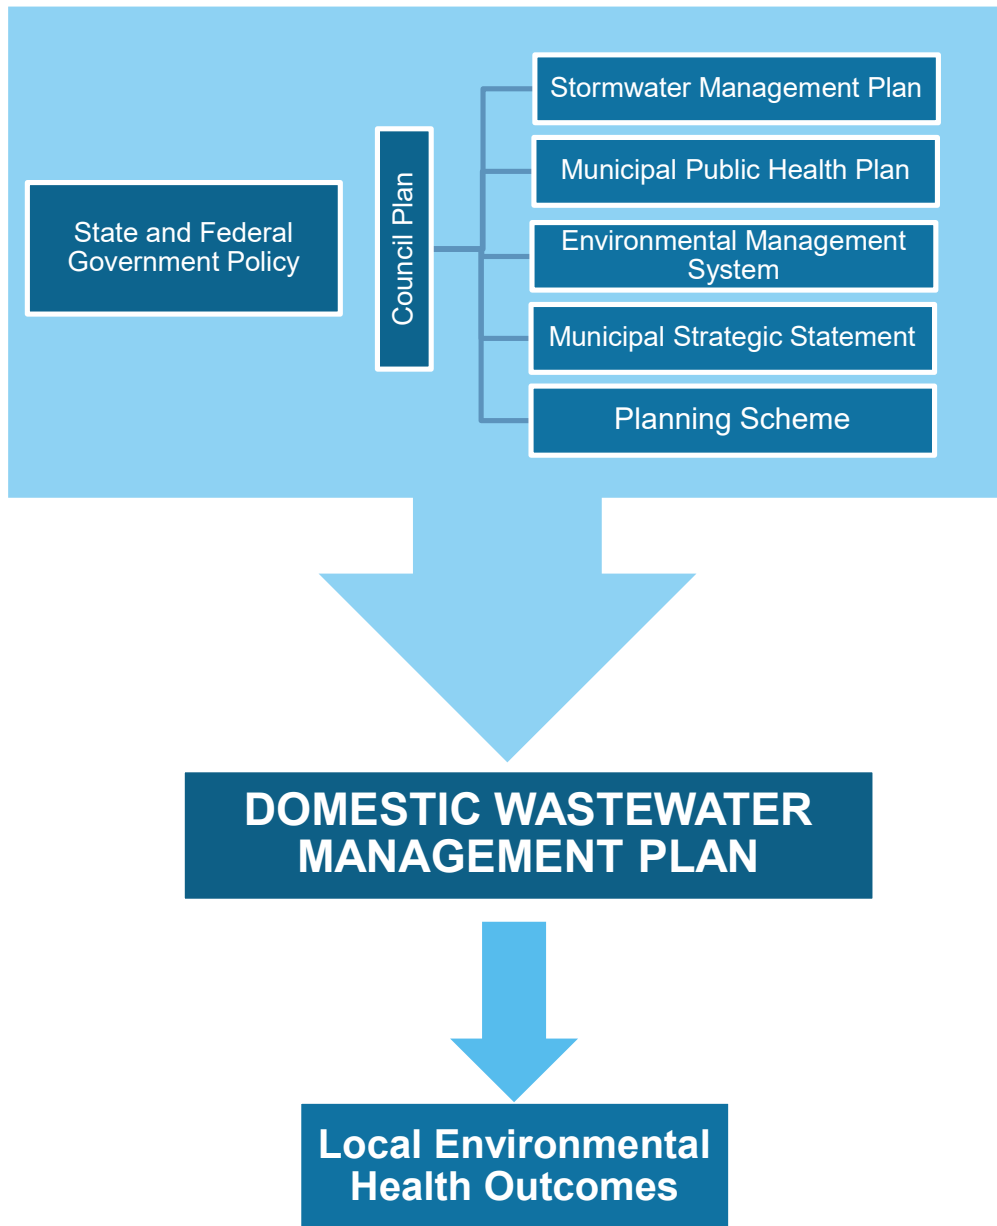 State and Federal
Government Policy
Council Plan
Stormwater Management Plan
Municipal Public Health Plan
Environmental Management
System
Municipal Strategic Statement
Planning Scheme
DOMESTIC WASTEWATER
MANAGEMENT PLAN
Local Environmental
Health Outcomes